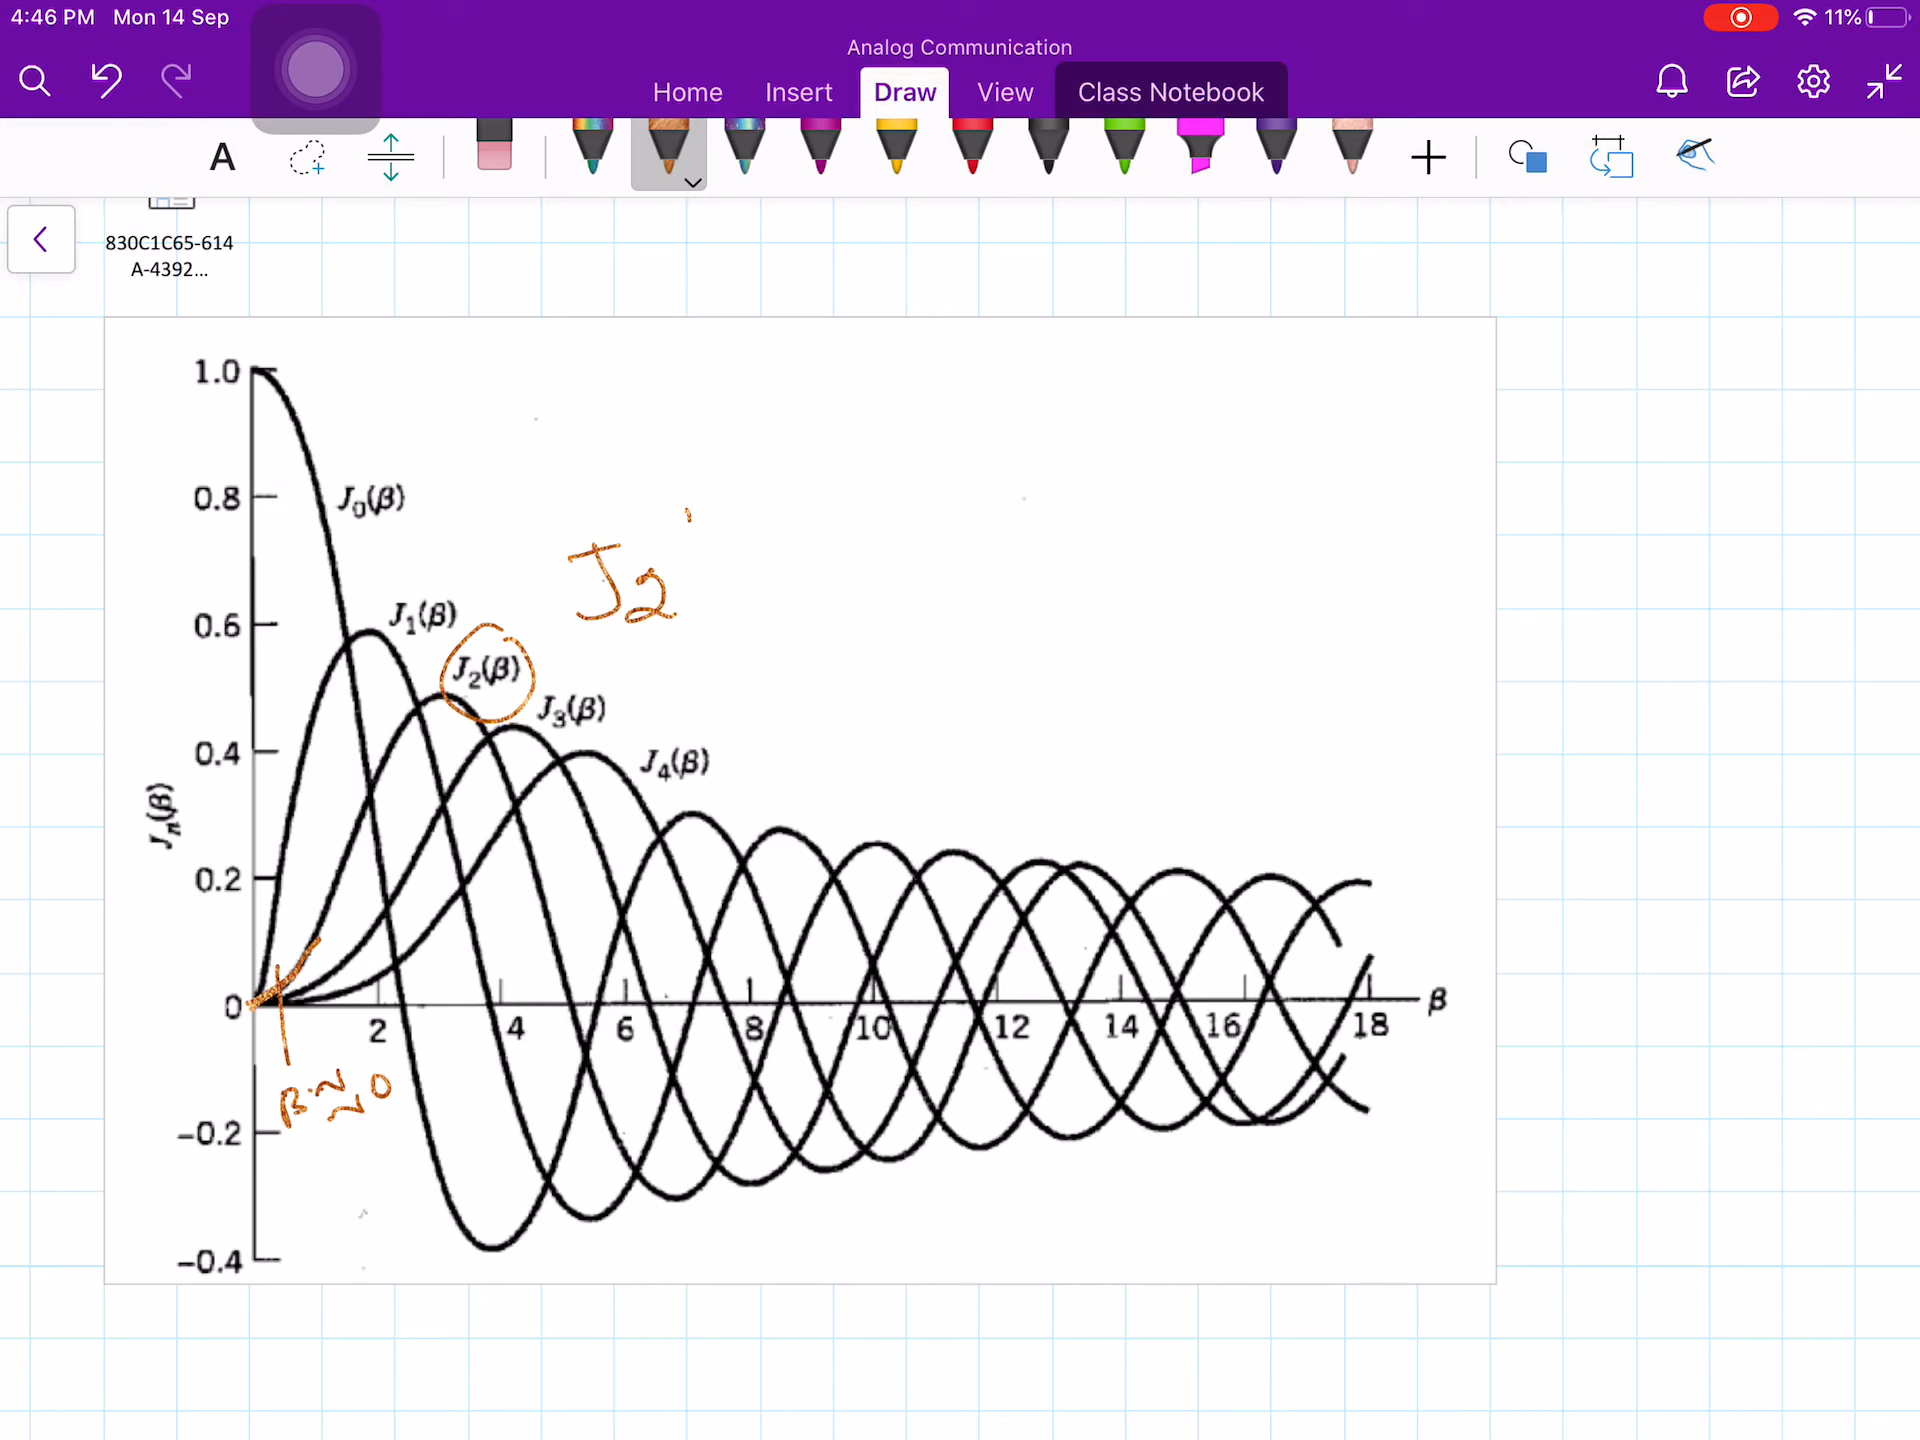 4:46 PM Mon 14 Sep
11%
Analog Communication
Home Insert Draw View Class Notebook
A
830C1C65-614
A-4392...
1.0
J₀(β)
0.8
J₂
J₁(β)
0.6
J₂(β)
J₃(β)
0.4
J₄(β)
Jₙ(β)
0.2
0
β
2 4 6 8 10 12 14 16 18
β ≈ 0
−0.2
−0.4